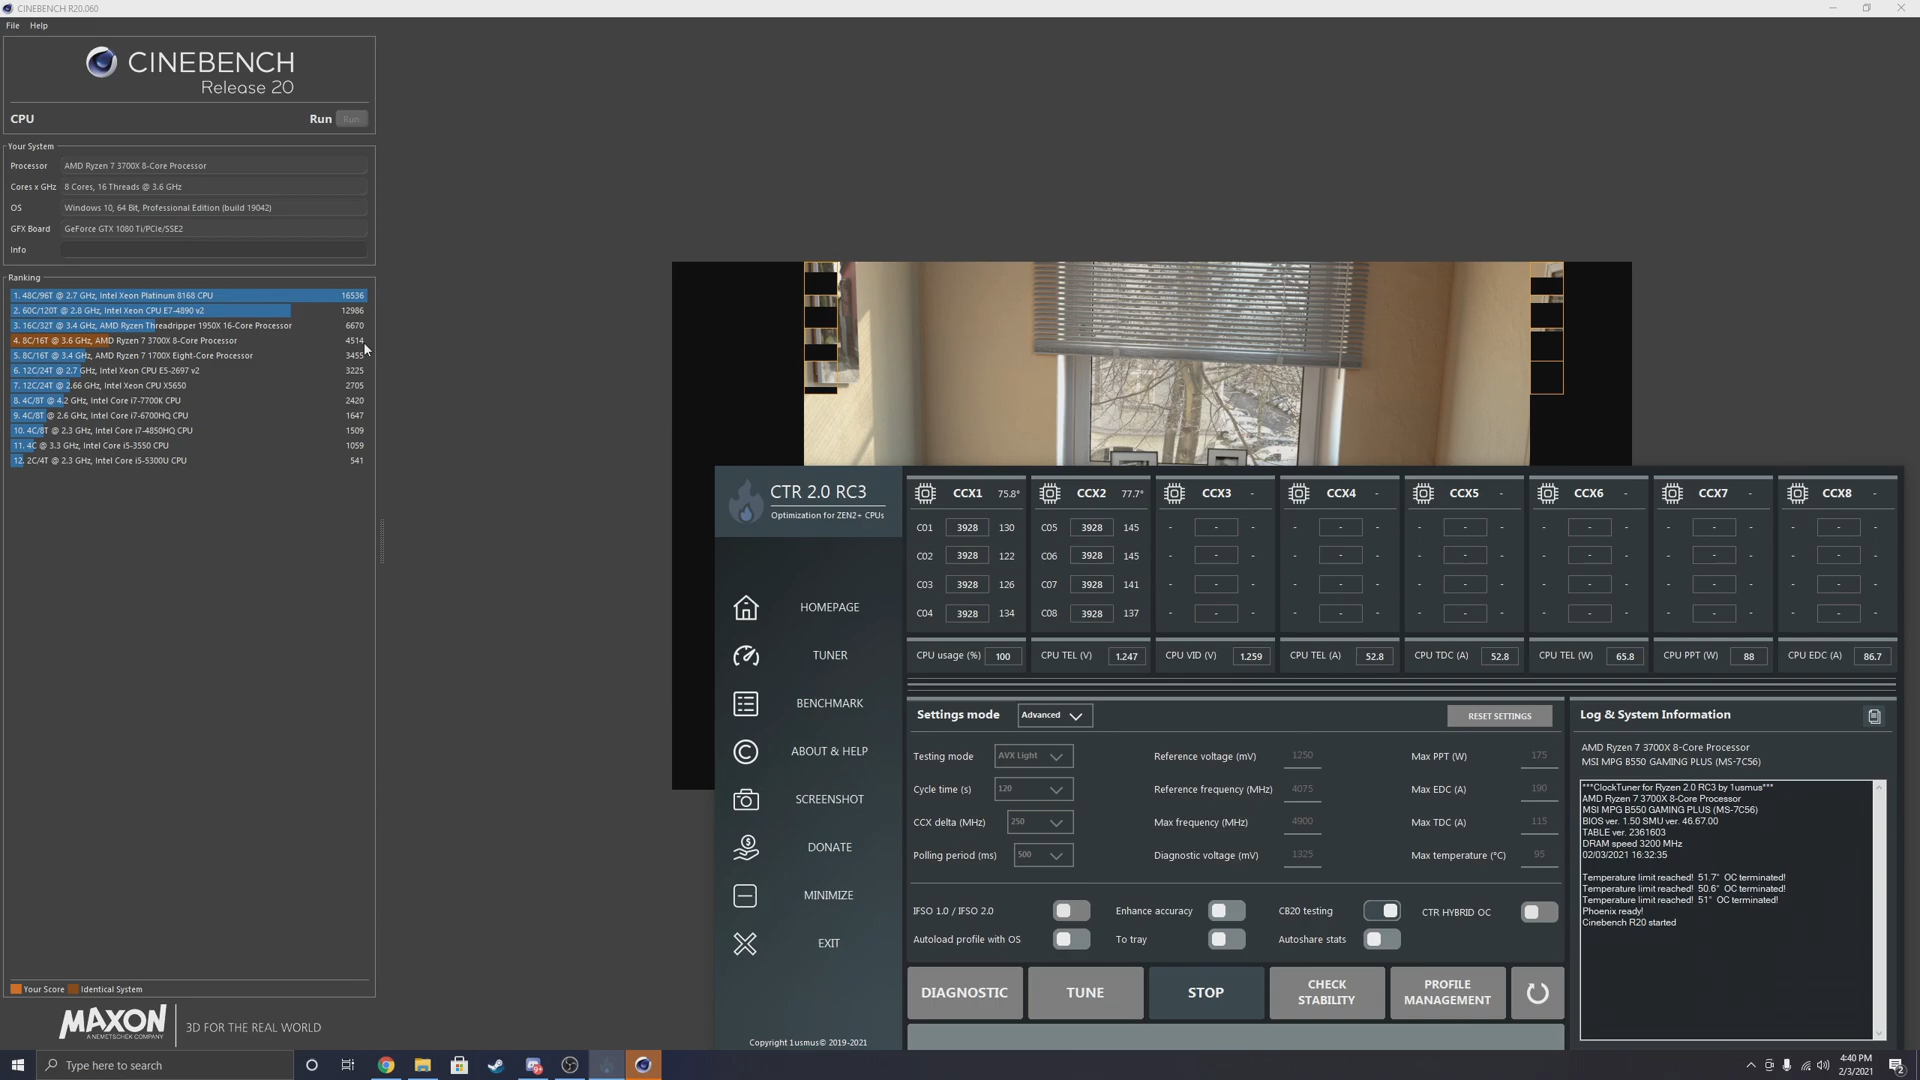 CINEBENCH R20.060
File Help
CINEBENCH
Release 20
CPU Run Run
Your System
Processor AMD Ryzen 7 3700X 8-Core Processor
Cores x GHz 8 Cores, 16 Threads @ 3.6 GHz
OS Windows 10, 64 Bit, Professional Edition (build 19042)
GFX Board GeForce GTX 1080 Ti/PCIe/SSE2
Info
Ranking
1. 48C/96T @ 2.7 GHz, Intel Xeon Platinum 8168 CPU 16536
2. 60C/120T @ 2.8 GHz, Intel Xeon CPU E7-4890 v2 12986
3. 16C/32T @ 3.4 GHz, AMD Ryzen Threadripper 1950X 16-Core Processor 6670
4. 8C/16T @ 3.6 GHz, AMD Ryzen 7 3700X 8-Core Processor 4514
5. 8C/16T @ 3.4 GHz, AMD Ryzen 7 1700X Eight-Core Processor 3455
6. 12C/24T @ 2.7 GHz, Intel Xeon CPU E5-2697 v2 3225
7. 12C/24T @ 2.66 GHz, Intel Xeon CPU X5650 2705
8. 4C/8T @ 4.2 GHz, Intel Core i7-7700K CPU 2420
9. 4C/8T @ 2.6 GHz, Intel Core i7-6700HQ CPU 1647
10. 4C/8T @ 2.3 GHz, Intel Core i7-4850HQ CPU 1509
11. 4C @ 3.3 GHz, Intel Core i5-3550 CPU 1059
12. 2C/4T @ 2.3 GHz, Intel Core i5-5300U CPU 541
Your Score Identical System
MAXON 3D FOR THE REAL WORLD
A NEMETSCHEK COMPANY
CTR 2.0 RC3
Optimization for ZEN2+ CPUs
HOMEPAGE
TUNER
BENCHMARK
ABOUT & HELP
SCREENSHOT
DONATE
MINIMIZE
EXIT
Copyright 1usmus© 2019-2021
CCX1 75.8° CCX2 77.7° CCX3 - CCX4 - CCX5 - CCX6 - CCX7 - CCX8 -
C01 3928 130 C05 3928 145 - - - - - - - - - - - - - - - - - -
C02 3928 122 C06 3928 145 - - - - - - - - - - - - - - - - - -
C03 3928 126 C07 3928 141 - - - - - - - - - - - - - - - - - -
C04 3928 134 C08 3928 137 - - - - - - - - - - - - - - - - - -
CPU usage (%) 100 CPU TEL (V) 1.247 CPU VID (V) 1.259 CPU TEL (A) 52.8 CPU TDC (A) 52.8 CPU TEL (W) 65.8 CPU PPT (W) 88 CPU EDC (A) 86.7
Settings mode Advanced RESET SETTINGS
Testing mode AVX Light Reference voltage (mV) 1250 Max PPT (W) 175
Cycle time (s) 120 Reference frequency (MHz) 4075 Max EDC (A) 190
CCX delta (MHz) 250 Max frequency (MHz) 4900 Max TDC (A) 115
Polling period (ms) 500 Diagnostic voltage (mV) 1325 Max temperature (°C) 95
IFSO 1.0 / IFSO 2.0 Enhance accuracy CB20 testing CTR HYBRID OC
Autoload profile with OS To tray Autoshare stats
DIAGNOSTIC TUNE STOP CHECK STABILITY PROFILE MANAGEMENT
Log & System Information
AMD Ryzen 7 3700X 8-Core Processor
MSI MPG B550 GAMING PLUS (MS-7C56)
***ClockTuner for Ryzen 2.0 RC3 by 1usmus***
AMD Ryzen 7 3700X 8-Core Processor
MSI MPG B550 GAMING PLUS (MS-7C56)
BIOS ver. 1.50 SMU ver. 46.67.00
TABLE ver. 2361603
DRAM speed 3200 MHz
02/03/2021 16:32:35
Temperature limit reached! 51.7° OC terminated!
Temperature limit reached! 50.6° OC terminated!
Temperature limit reached! 51° OC terminated!
Phoenix ready!
Cinebench R20 started
Type here to search
9+
4:40 PM
2/3/2021
2